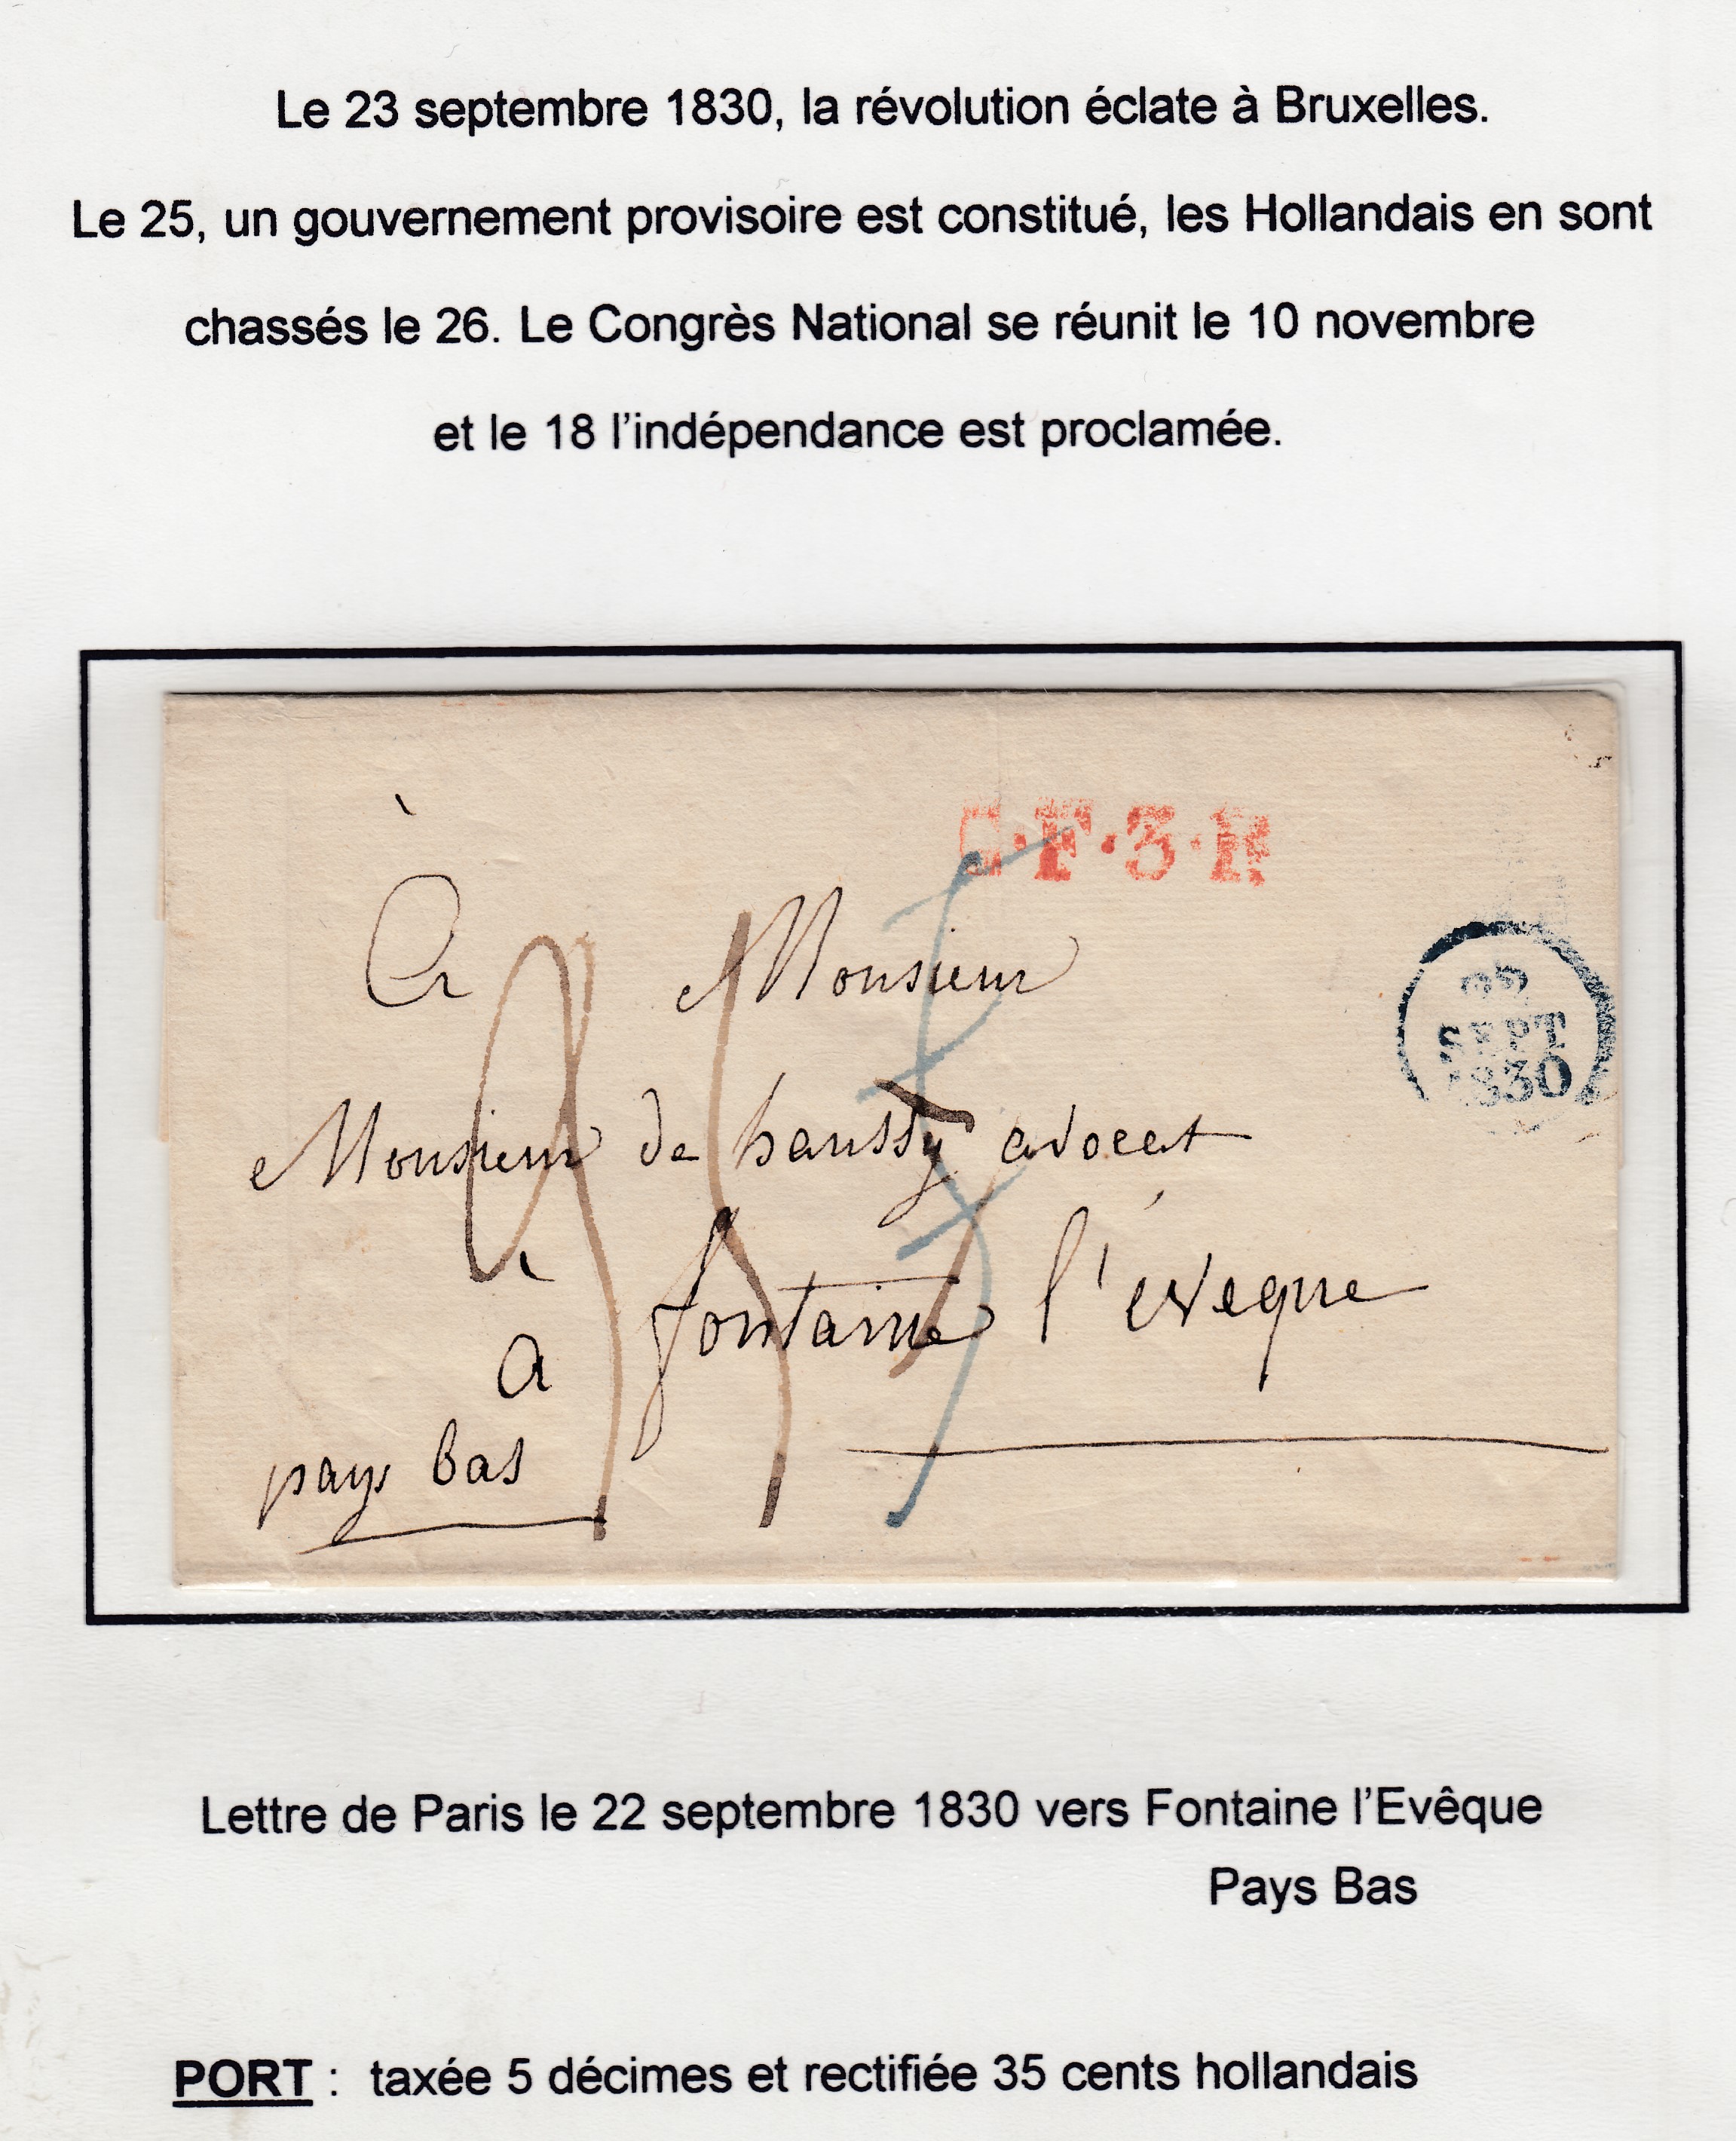 Le 23 septembre 1830, la révolution éclate à Bruxelles.
Le 25, un gouvernement provisoire est constitué, les Hollandais en sont
chassés le 26. Le Congrès National se réunit le 10 novembre
et le 18 l'indépendance est proclamée.
F·3·R
à Monsieur
SEPT
1830
Monsieur de haussy avocat
a fontaine l'eveque
pays bas
Lettre de Paris le 22 septembre 1830 vers Fontaine l'Evêque
Pays Bas
PORT : taxée 5 décimes et rectifiée 35 cents hollandais